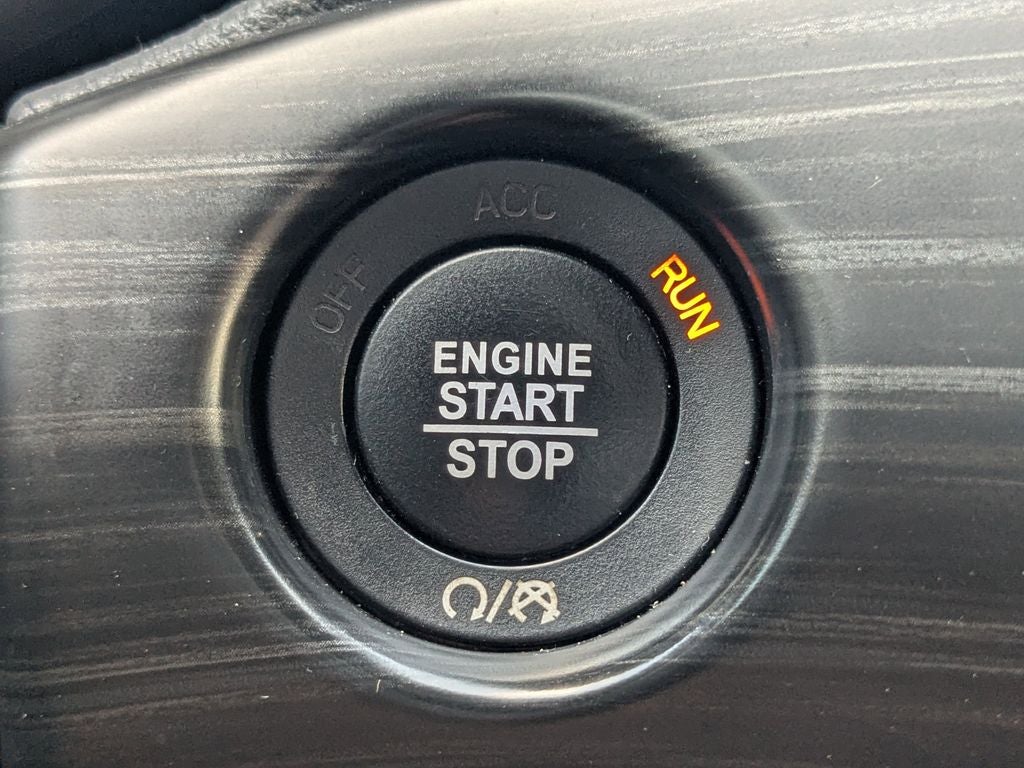 ACC
OFF
RUN
ENGINE
START
STOP
/